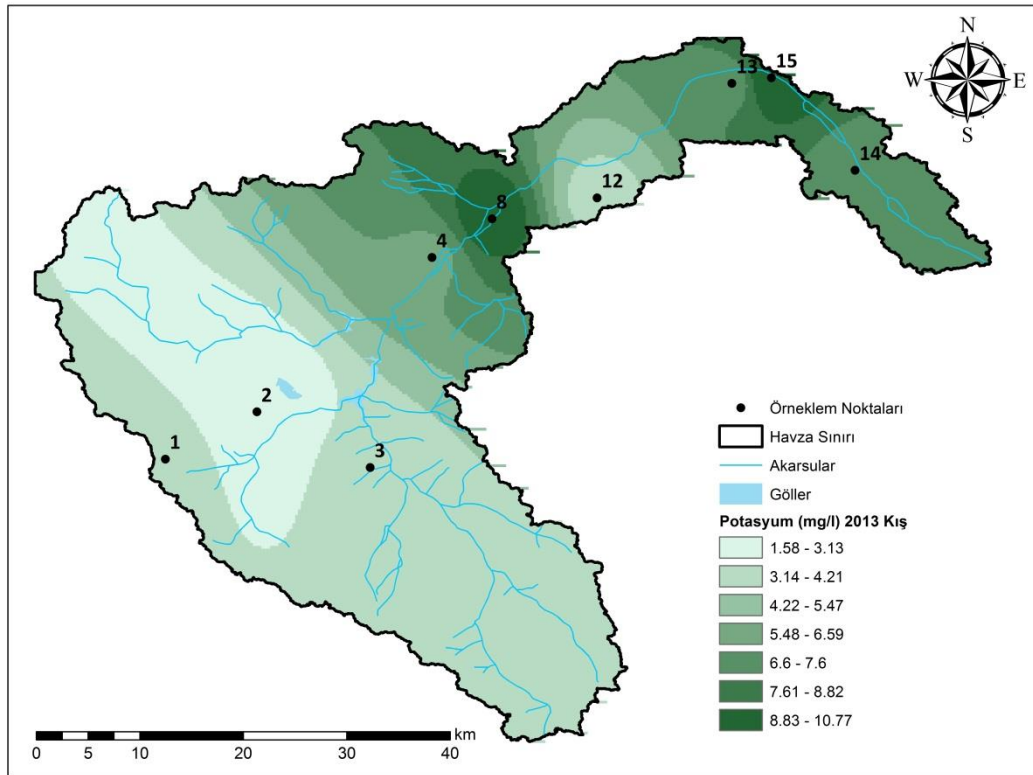 N
W E
S
13
15
14
12
8
4
2
1
3
Örneklem Noktaları
Havza Sınırı
Akarsular
Göller
Potasyum (mg/l) 2013 Kış
1.58 - 3.13
3.14 - 4.21
4.22 - 5.47
5.48 - 6.59
6.6 - 7.6
7.61 - 8.82
8.83 - 10.77
km
0 5 10 20 30 40